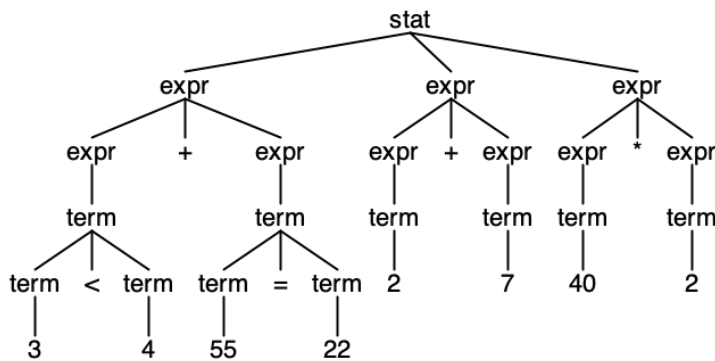 stat
expr expr expr
expr + expr expr + expr expr * expr
term term term term term term
term < term term = term 2 7 40 2
3 4 55 22